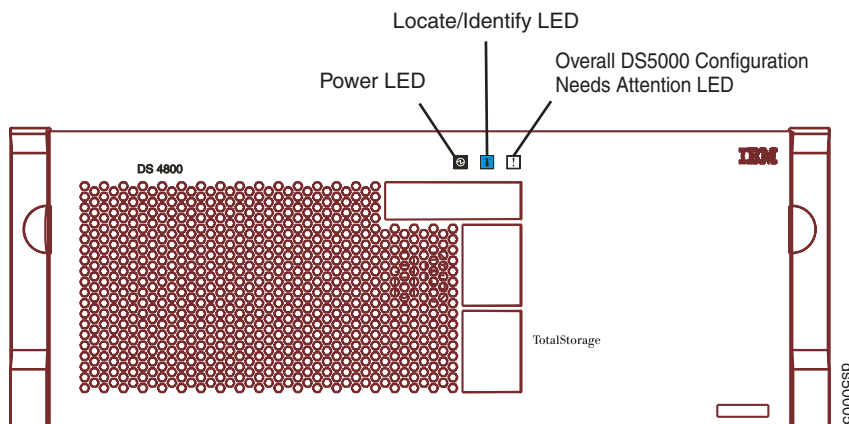 Locate/Identify LED
Overall DS5000 Configuration
Needs Attention LED
Power LED
DS 4800
IBM
TotalStorage